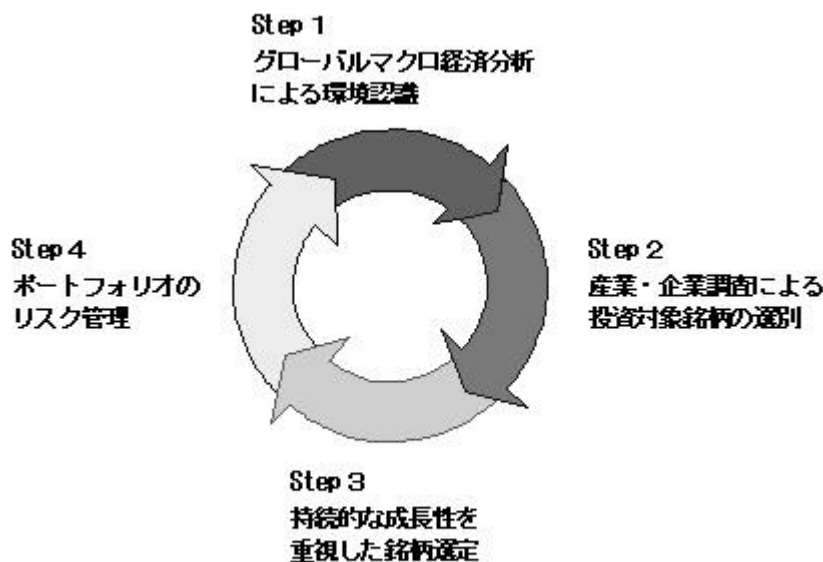 Step 1
グローバルマクロ経済分析
による環境認識
Step 2
産業・企業調査による
投資対象銘柄の選別
Step 3
持続的な成長性を
重視した銘柄選定
Step 4
ポートフォリオの
リスク管理